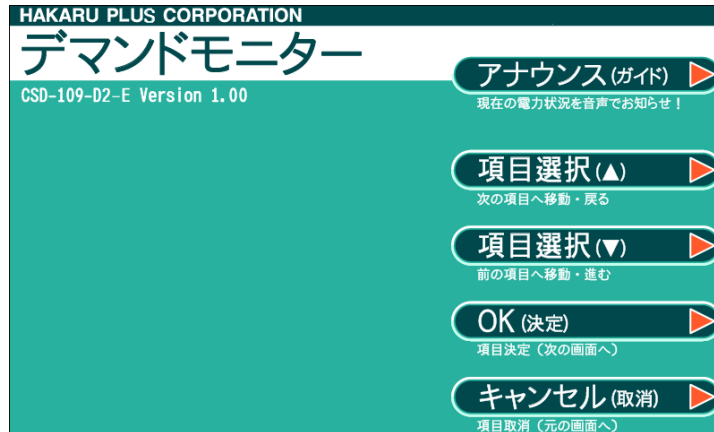 HAKARU PLUS CORPORATION
デマンドモニター
CSD-109-D2-E Version 1.00
アナウンス(ガイド)
現在の電力状況を音声でお知らせ！
項目選択(▲)
次の項目へ移動・戻る
項目選択(▼)
前の項目へ移動・進む
OK(決定)
項目決定（次の画面へ）
キャンセル(取消)
項目取消（元の画面へ）